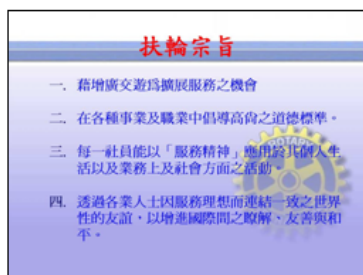 扶輪宗旨
一. 藉增廣交遊爲擴展服務之機會
二. 在各種事業及職業中倡導高尚之道德標準。
三. 每一社員能以「服務精神」應用於其個人生
活以及業務上及社會方面之活動。
四. 透過各業人士因服務理想而連結一致之世界
性的友誼，以增進國際間之瞭解、友善與和
平。
ROTARY